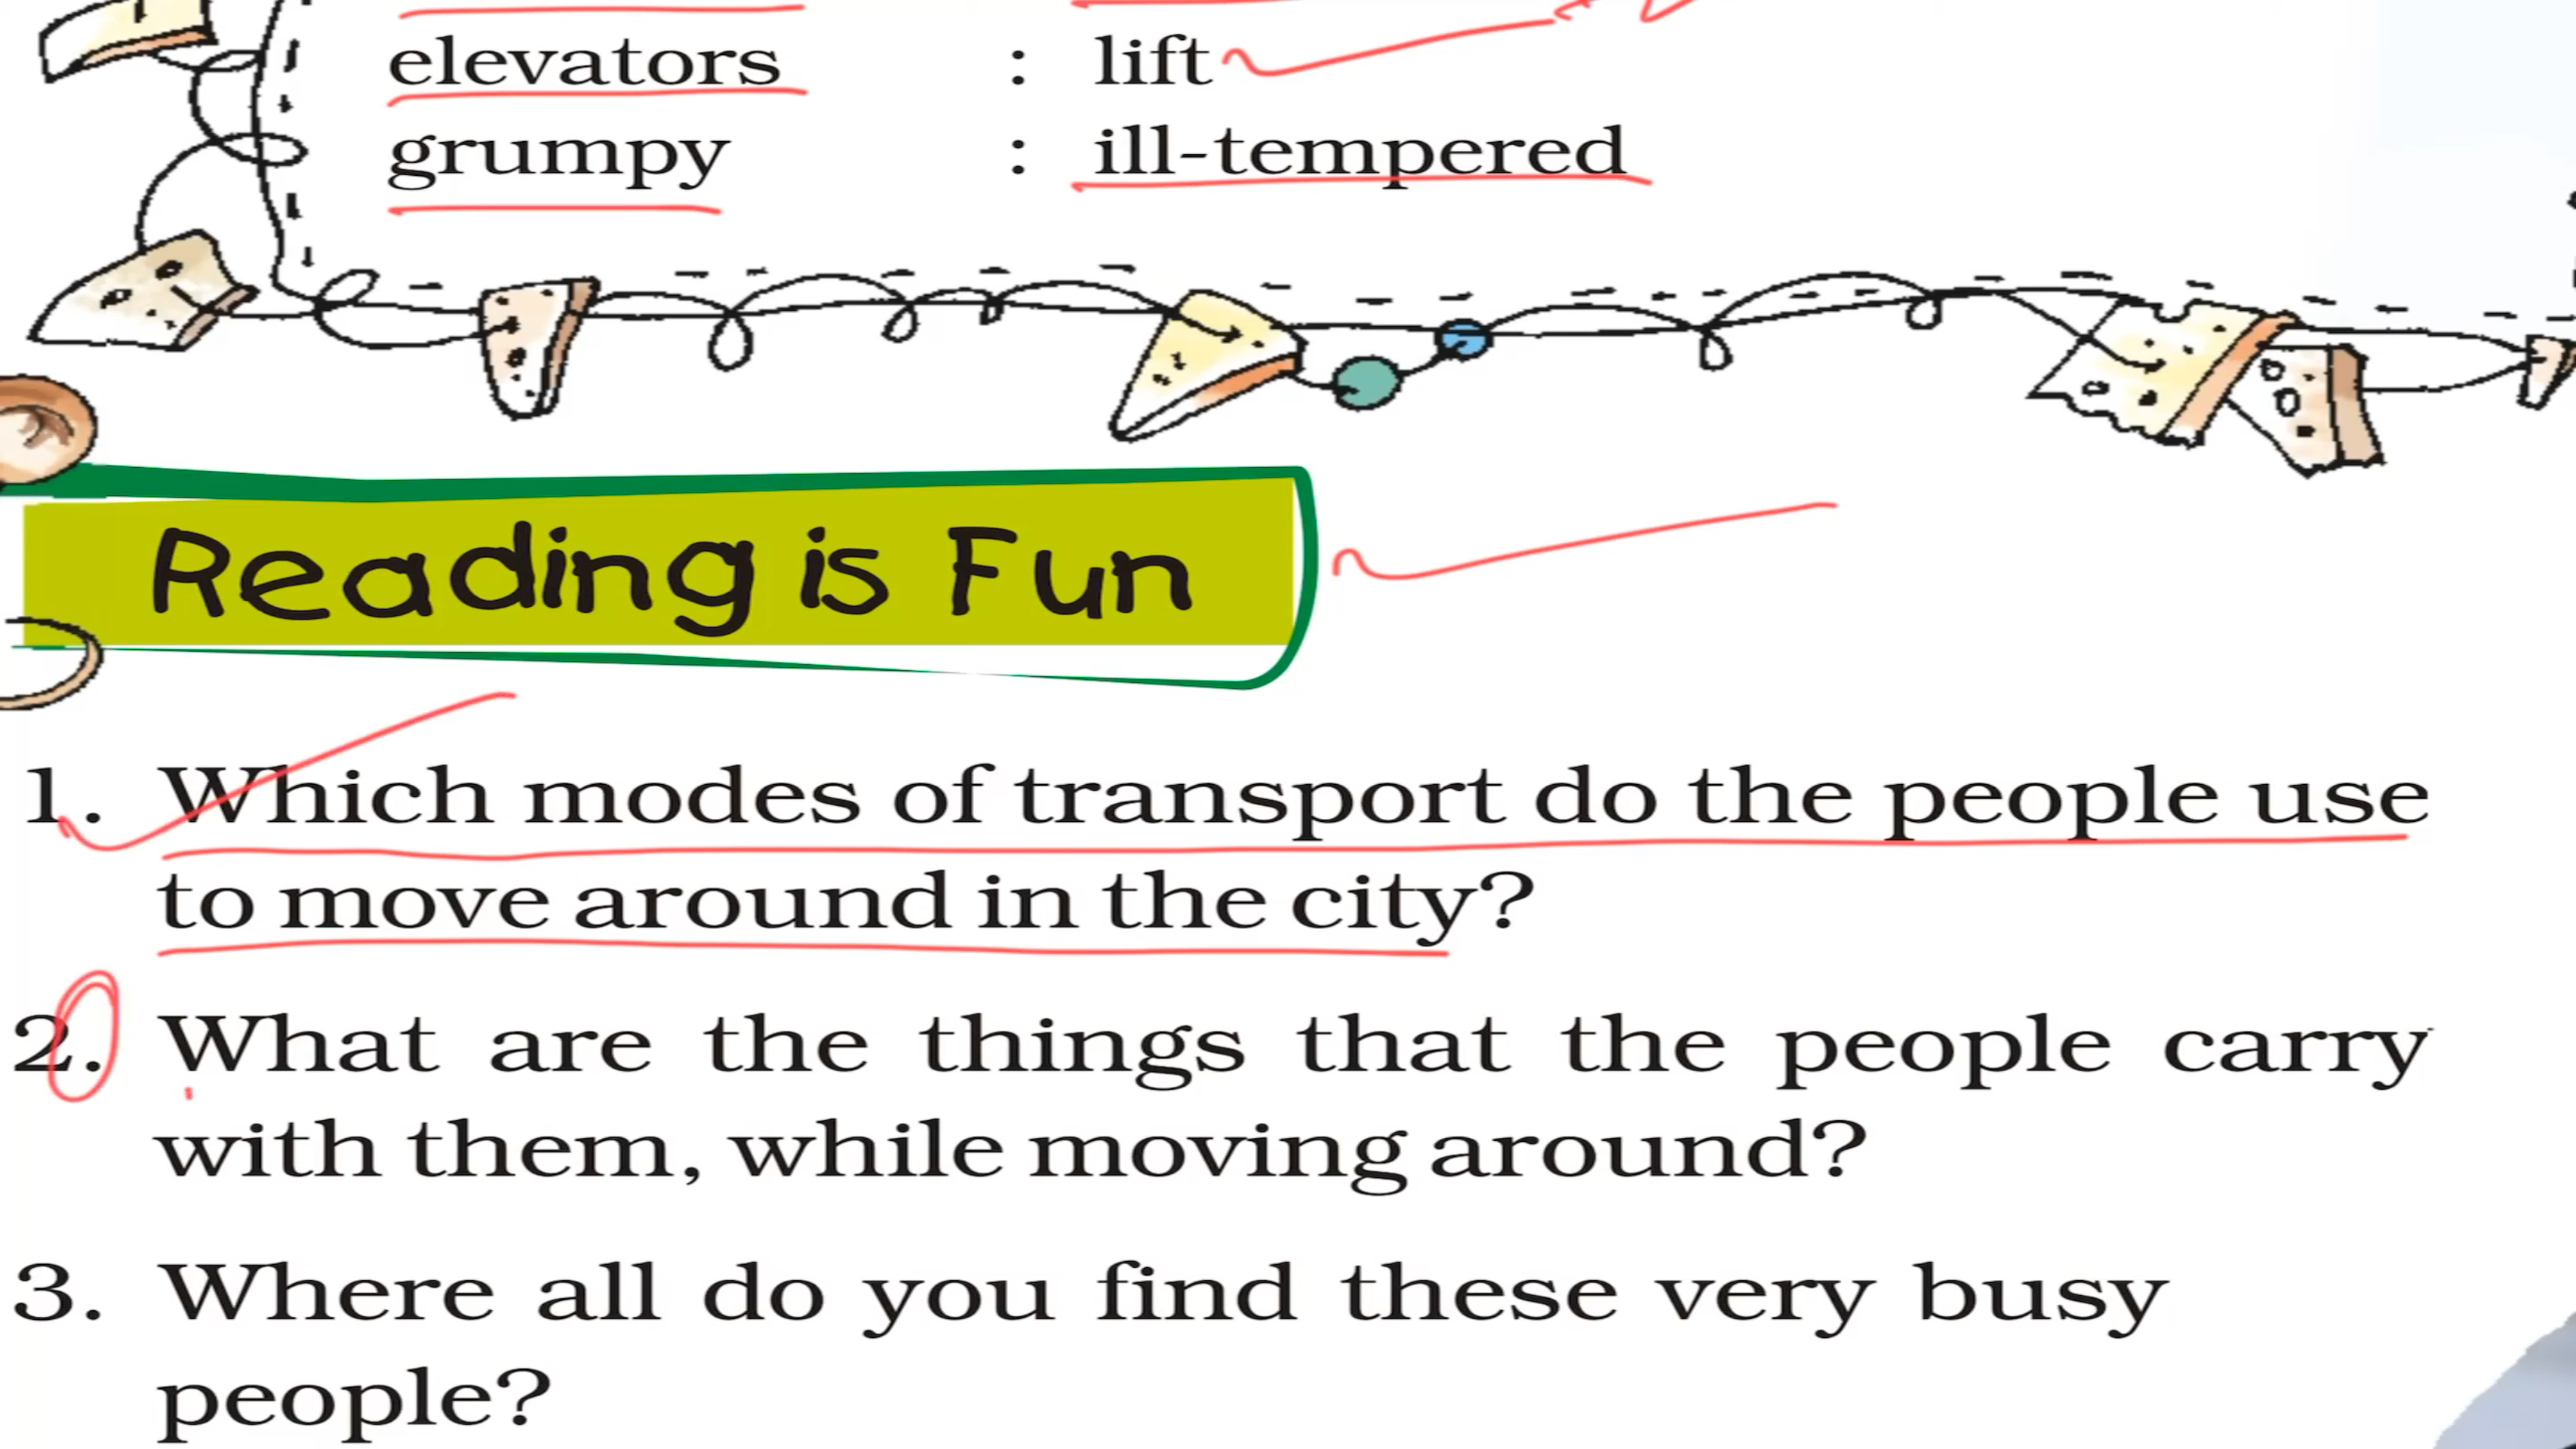 elevators : lift
grumpy : ill-tempered
Reading is Fun
1. Which modes of transport do the people use
to move around in the city?
2. What are the things that the people carry
with them, while moving around?
3. Where all do you find these very busy
people?